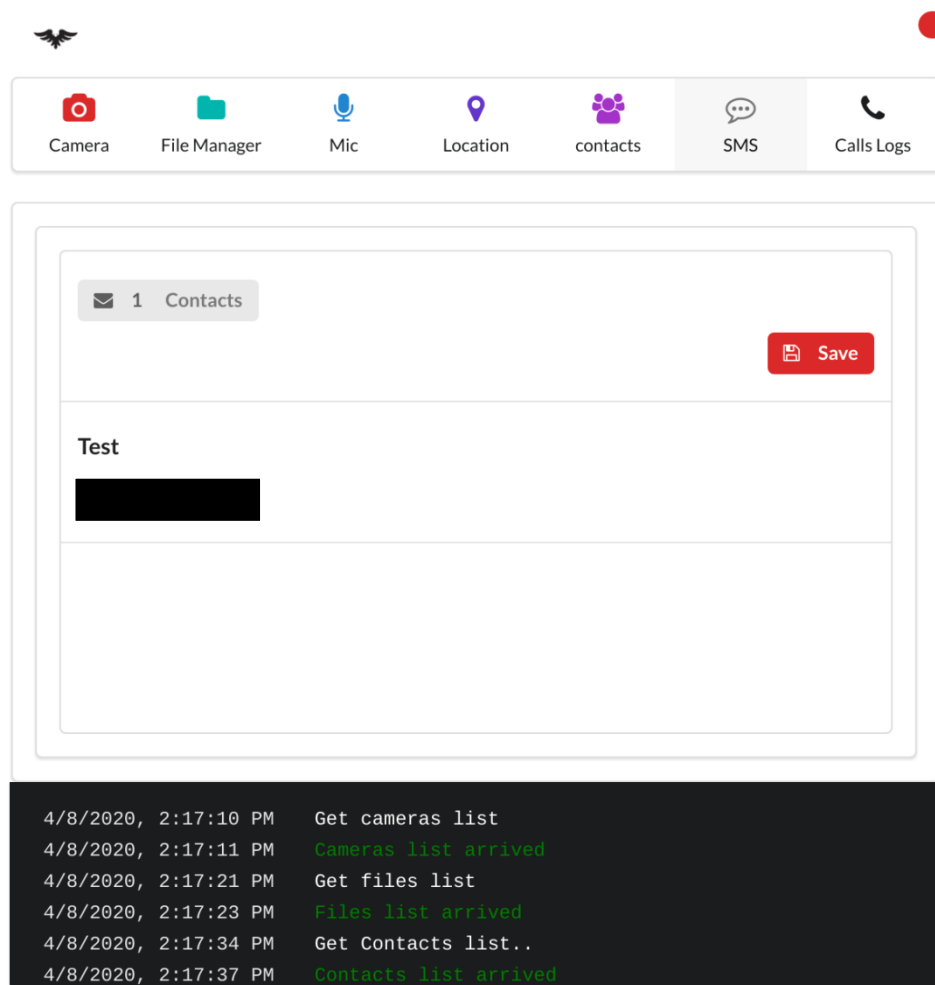 Camera File Manager Mic Location contacts SMS Calls Logs
1 Contacts
Save
Test
4/8/2020, 2:17:10 PM Get cameras list
4/8/2020, 2:17:11 PM Cameras list arrived
4/8/2020, 2:17:21 PM Get files list
4/8/2020, 2:17:23 PM Files list arrived
4/8/2020, 2:17:34 PM Get Contacts list..
4/8/2020, 2:17:37 PM Contacts list arrived